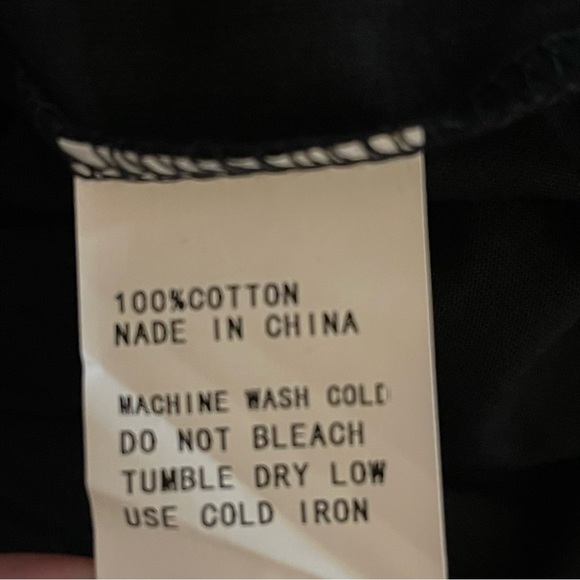 100%COTTON
NADE IN CHINA
MACHINE WASH COLD
DO NOT BLEACH
TUMBLE DRY LOW
USE COLD IRON